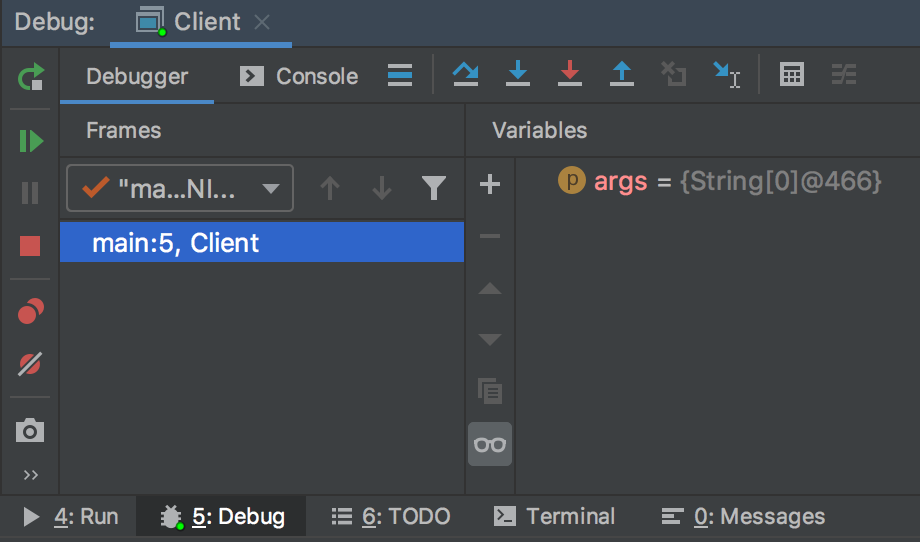 Debug: Client
Debugger Console
Frames Variables
"ma...NI...
main:5, Client
p args = {String[0]@466}
4: Run 5: Debug 6: TODO Terminal 0: Messages